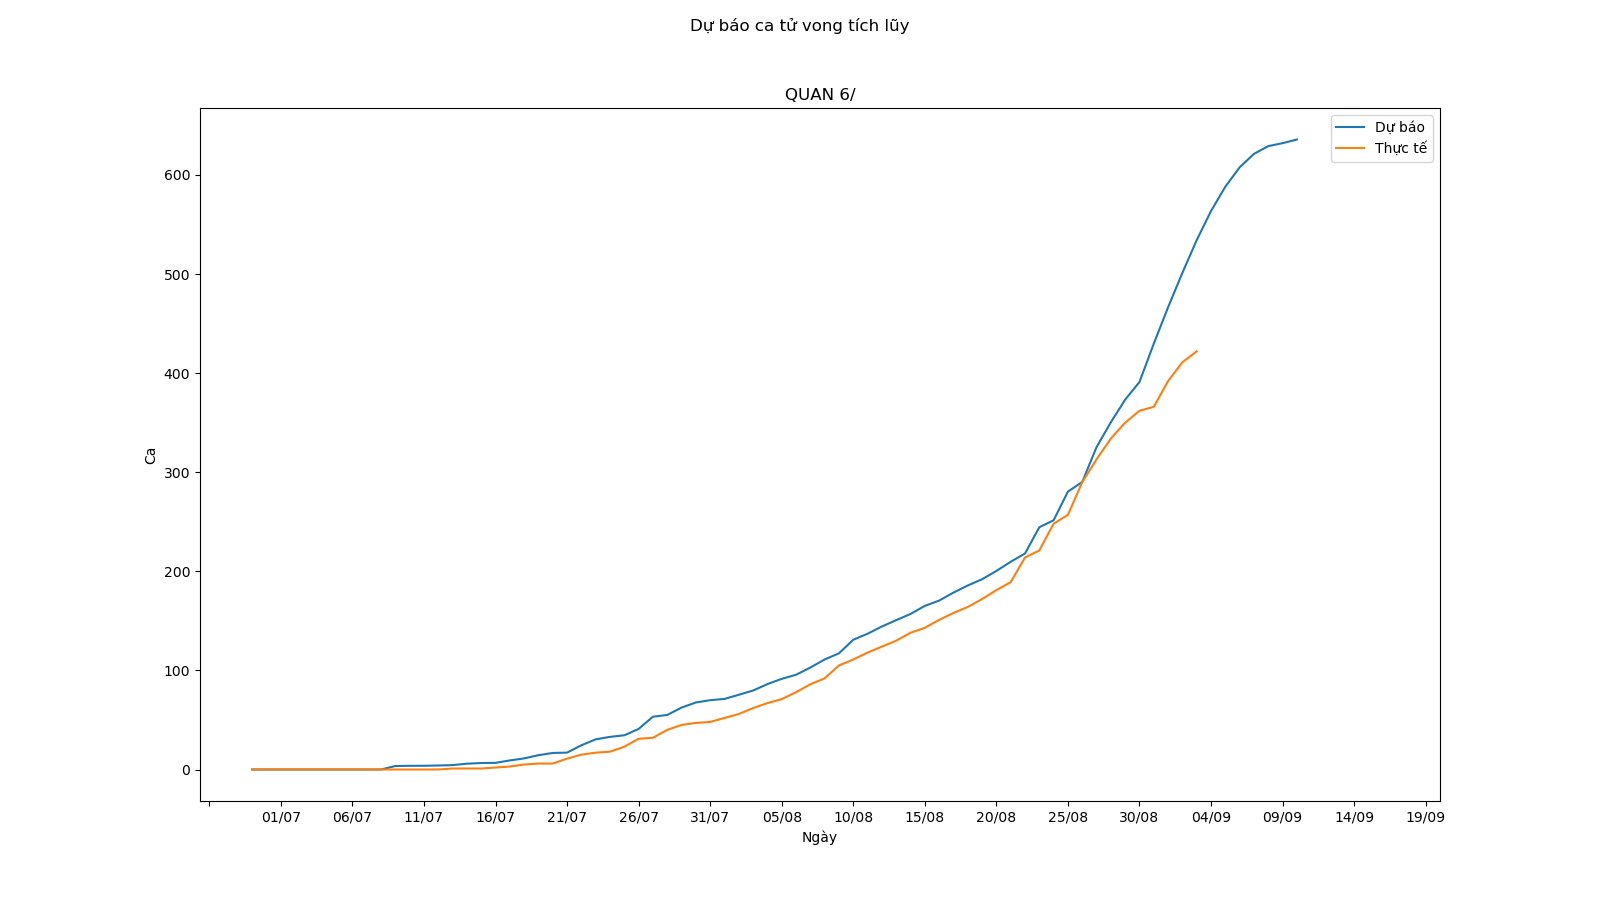 Dự báo ca tử vong tích lũy
QUAN 6/
Dự báo
Thực tế
600
500
400
300
200
100
0
Ca
01/07 06/07 11/07 16/07 21/07 26/07 31/07 05/08 10/08 15/08 20/08 25/08 30/08 04/09 09/09 14/09 19/09
Ngày